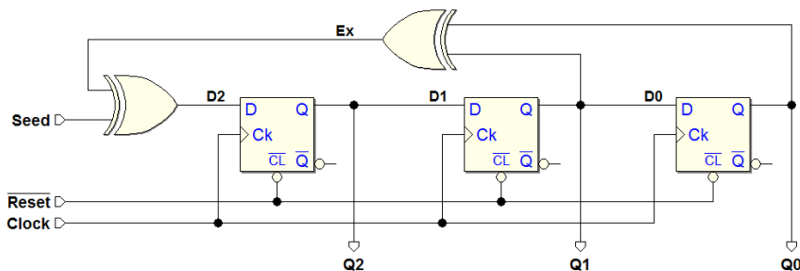 Ex
D2
D1
D0
D Q
D Q
D Q
Seed
Ck
Ck
Ck
CL Q̅
CL Q̅
CL Q̅
Reset
Clock
Q2
Q1
Q0